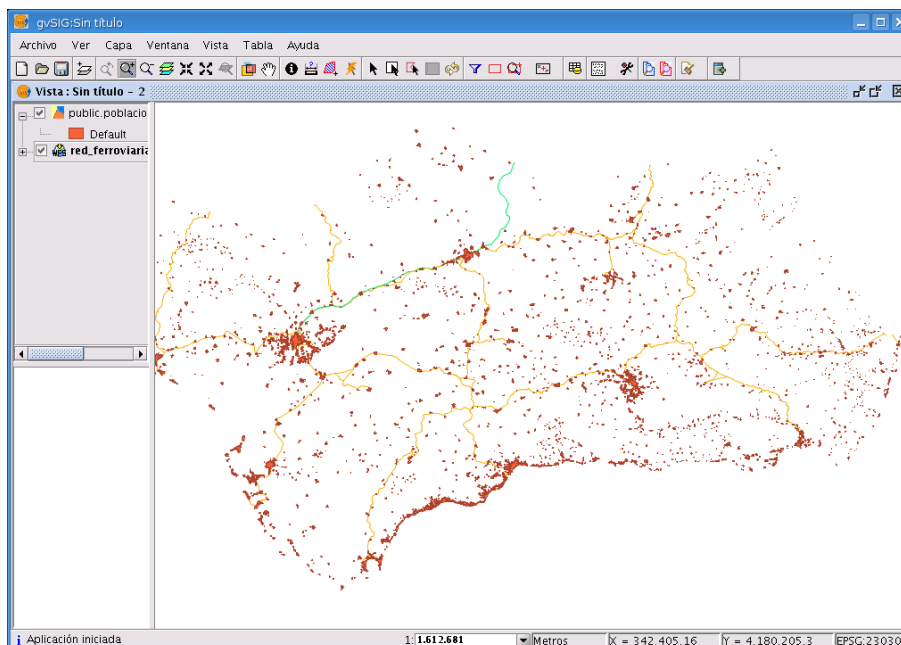 gvSIG:Sin título
Archivo Ver Capa Ventana Vista Tabla Ayuda
Vista : Sin título - 2
public.poblacio
Default
red_ferroviaria
Aplicación iniciada
1: 1.612.681
Metros
X = 342.405,16
Y = 4.180.205,3
EPSG:23030